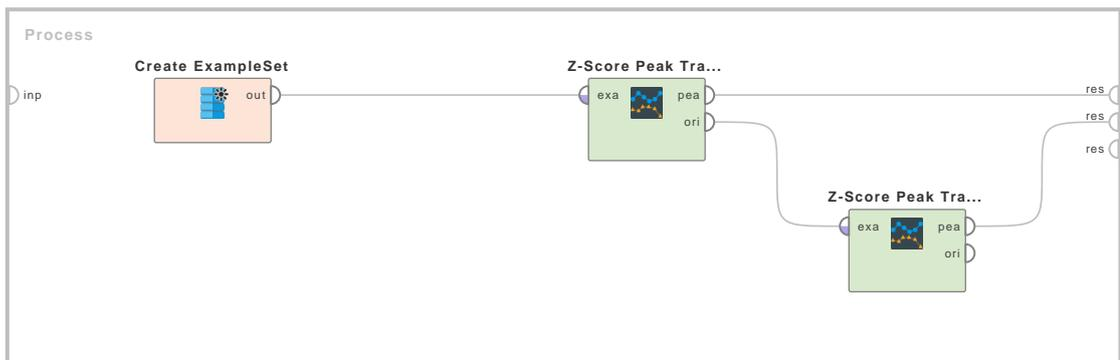 Process
Create ExampleSet
Z-Score Peak Tra...
inp
out
exa
pea
res
ori
res
res
Z-Score Peak Tra...
exa
pea
ori